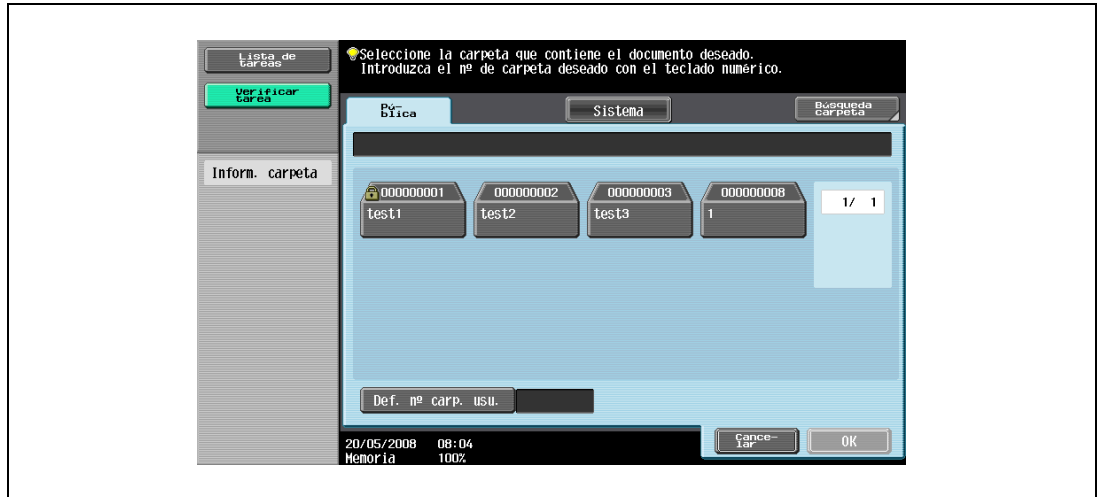 Lista de
tareas
Seleccione la carpeta que contiene el documento deseado.
Introduzca el nº de carpeta deseado con el teclado numérico.
Verificar
tarea
Pú-
blica
Sistema
Búsqueda
carpeta
Inform. carpeta
000000001
000000002
000000003
000000008
test1
test2
test3
1
1/ 1
Def. nº carp. usu.
20/05/2008 08:04
Memoria 100%
Cance-
lar
OK